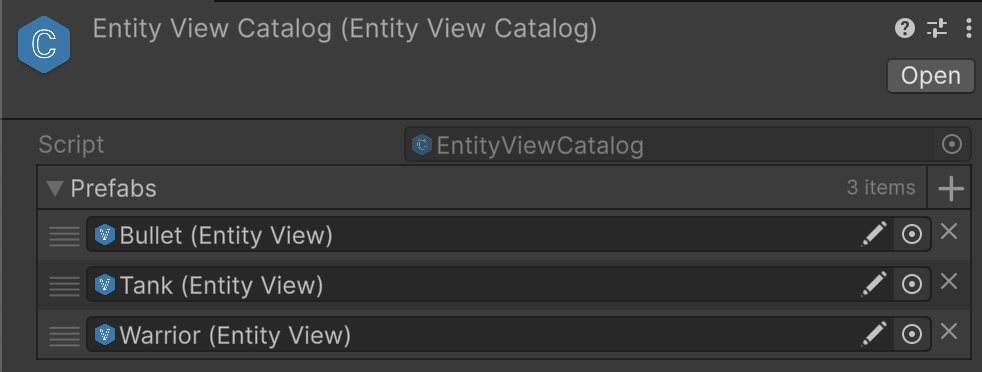 Entity View Catalog (Entity View Catalog)
Open
Script
EntityViewCatalog
Prefabs
3 items
Bullet (Entity View)
Tank (Entity View)
Warrior (Entity View)